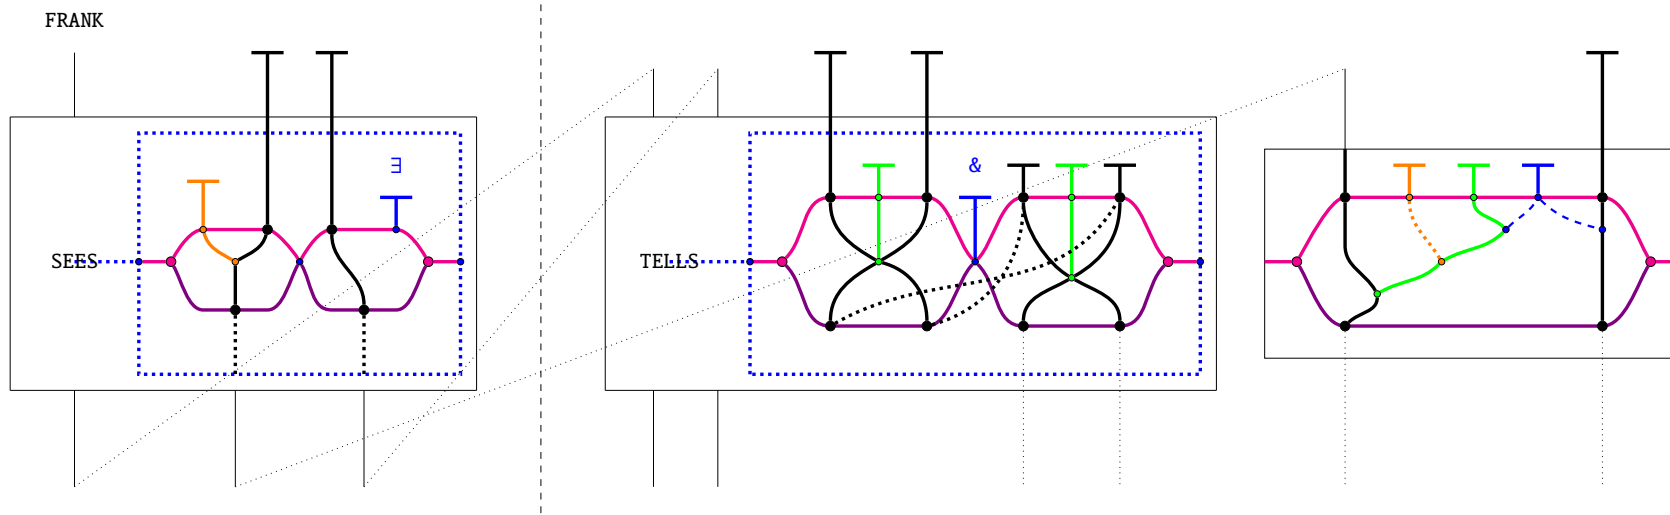 FRANK
∃
&
SEES
TELLS